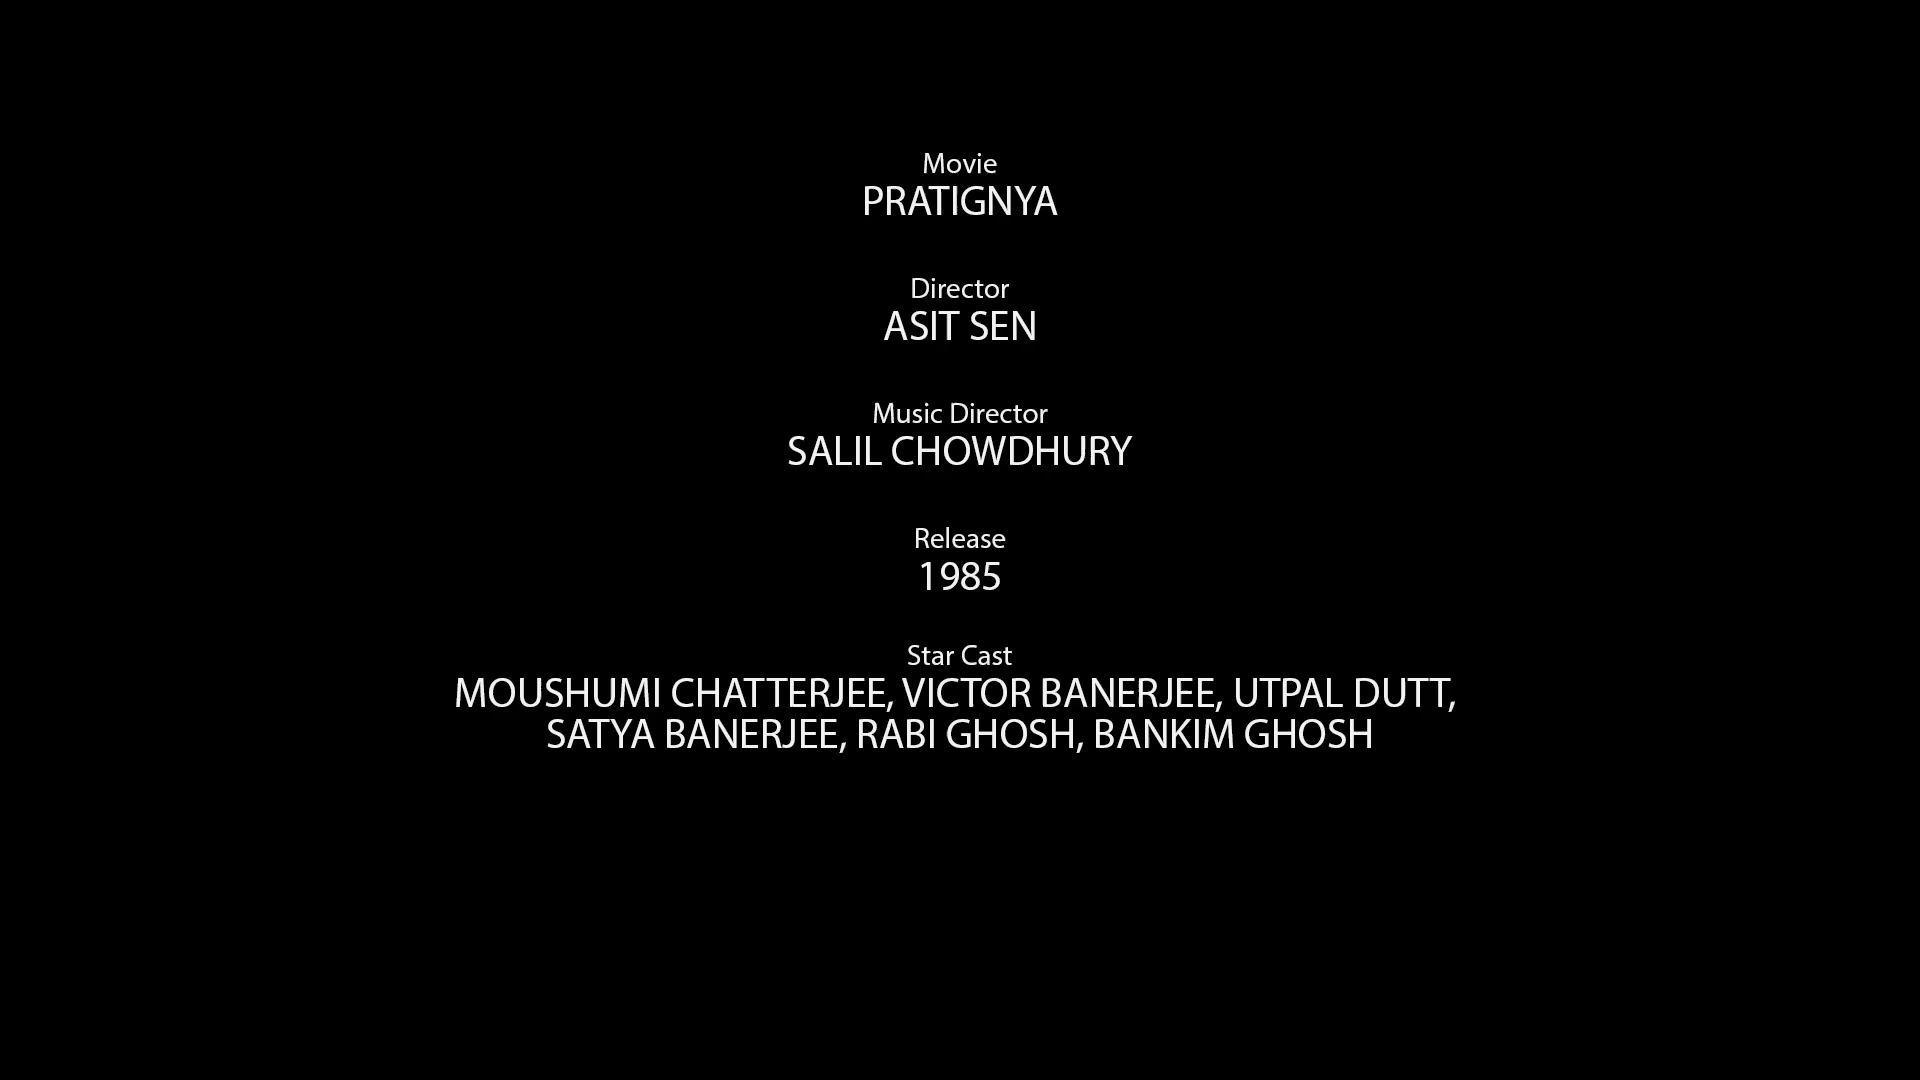 Movie
PRATIGNYA
Director
ASIT SEN
Music Director
SALIL CHOWDHURY
Release
1985
Star Cast
MOUSHUMI CHATTERJEE, VICTOR BANERJEE, UTPAL DUTT,
SATYA BANERJEE, RABI GHOSH, BANKIM GHOSH